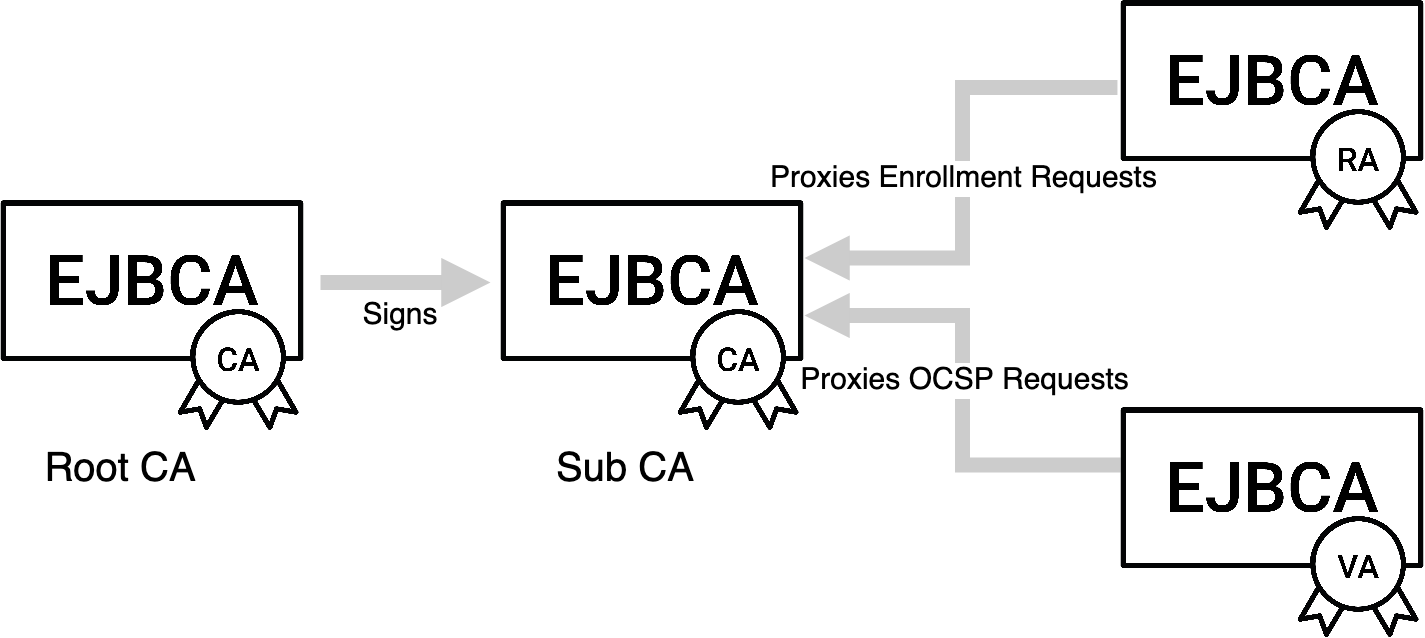 EJBCA
CA
Root CA
Signs
EJBCA
CA
Sub CA
Proxies Enrollment Requests
Proxies OCSP Requests
EJBCA
RA
EJBCA
VA